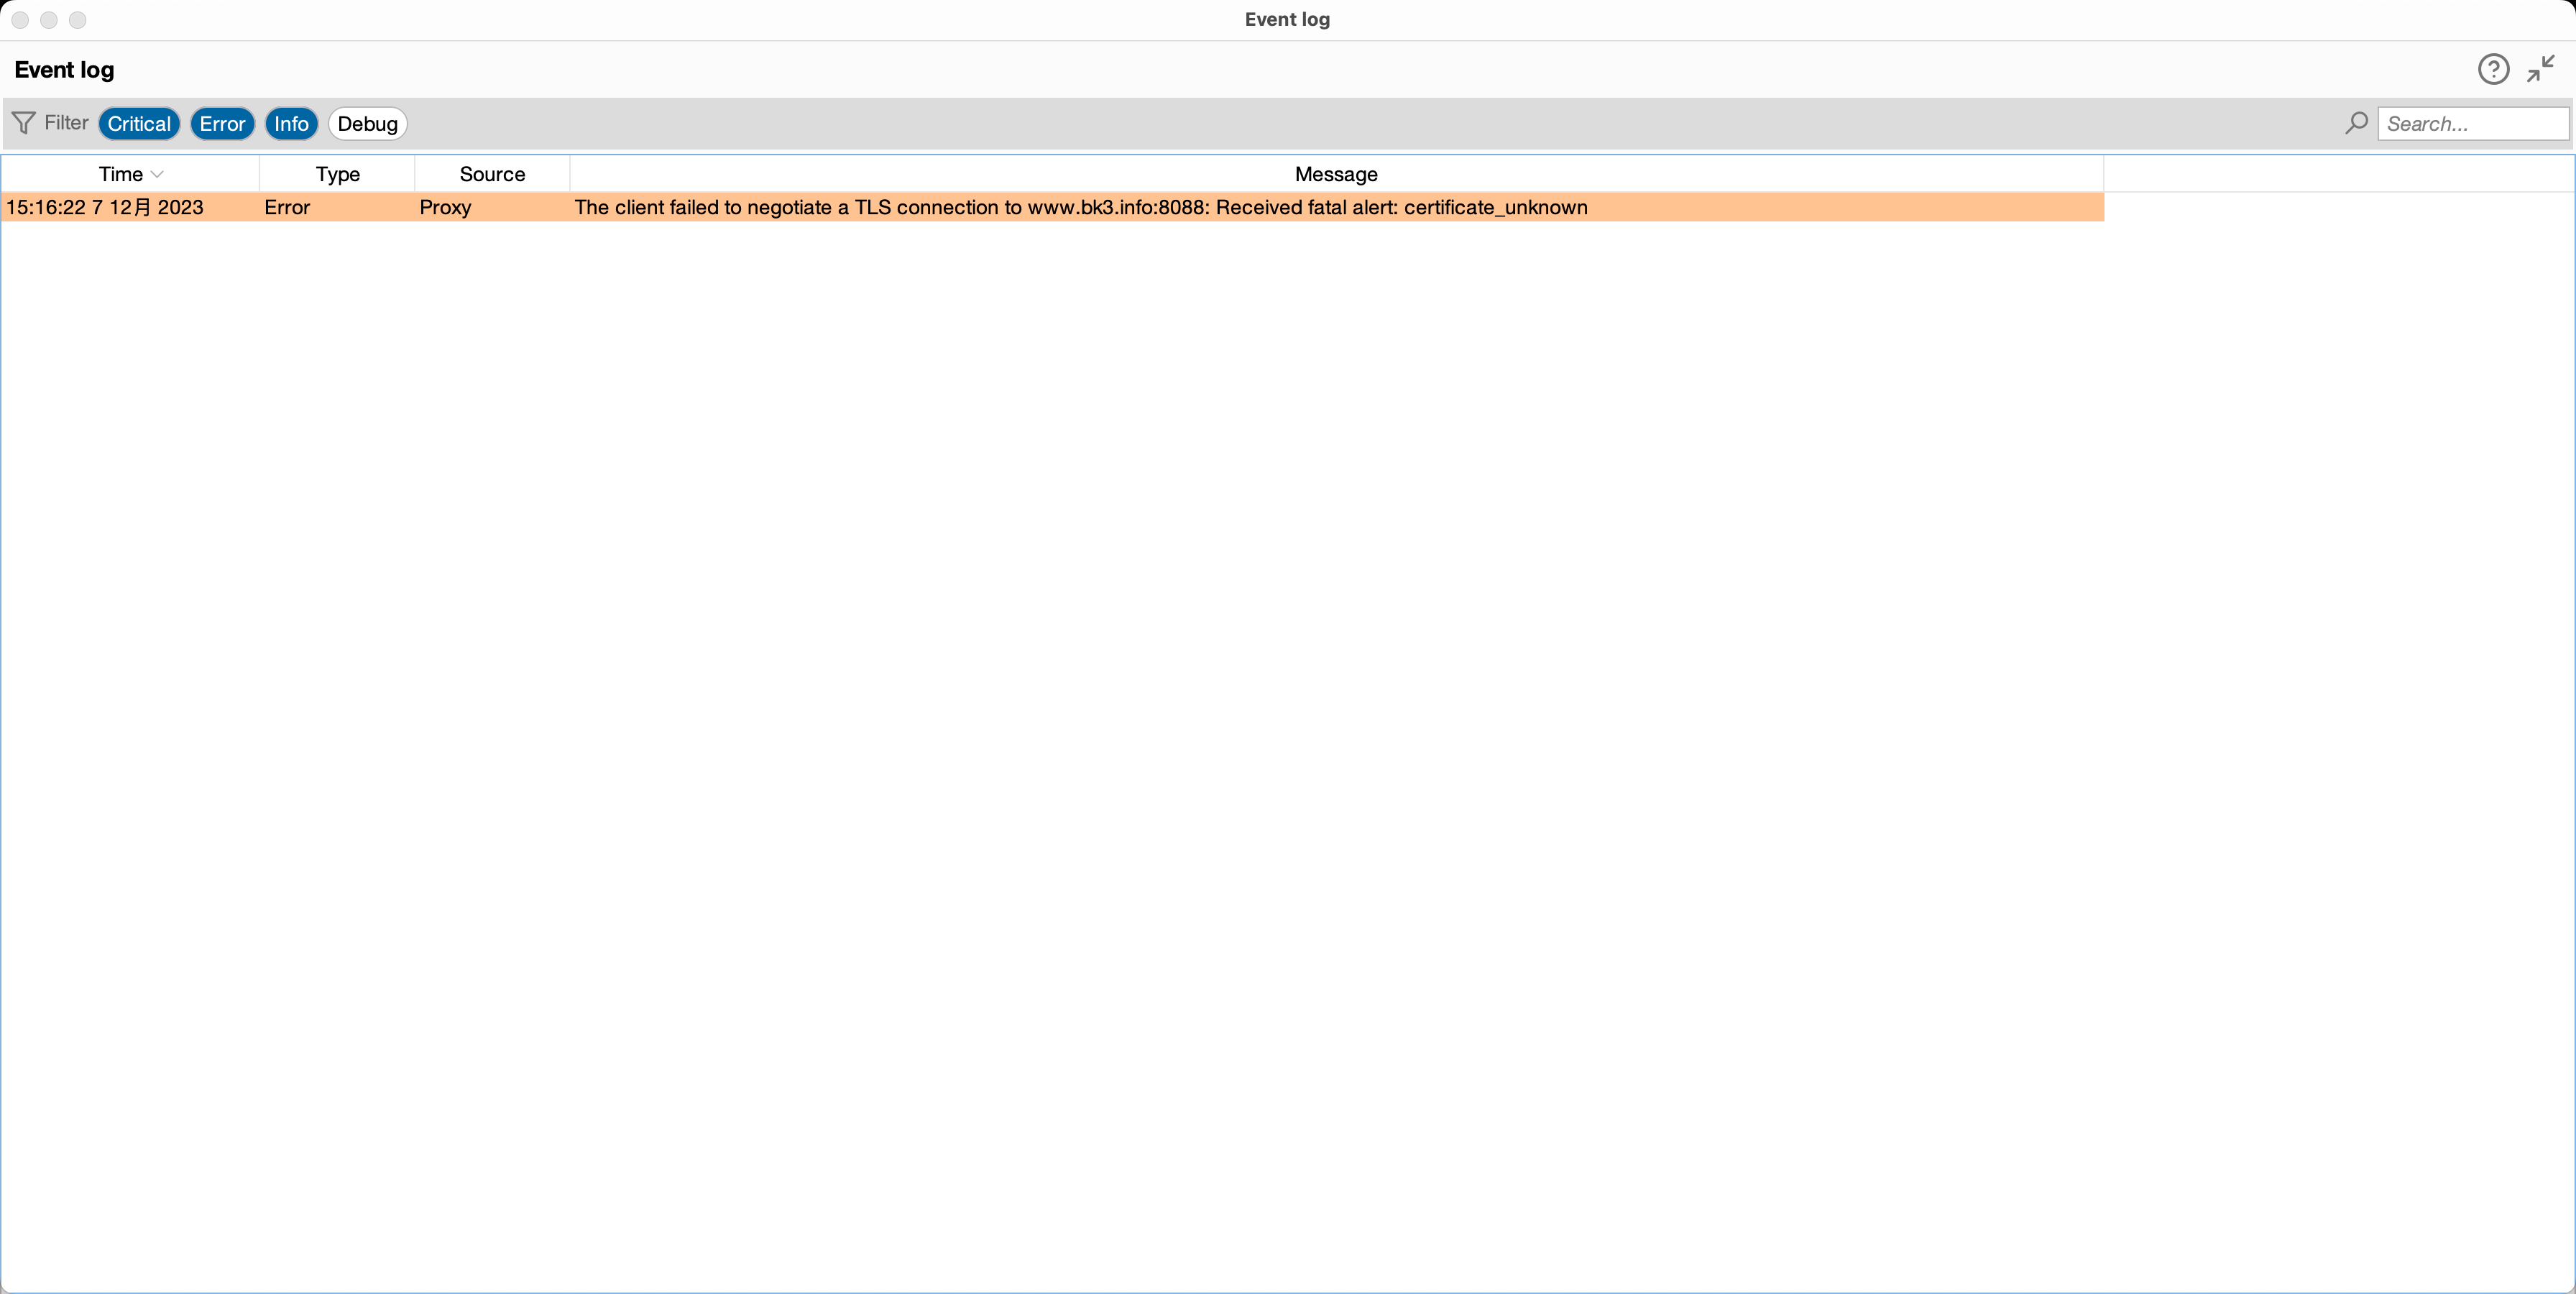 Event log
Event log
Filter Critical Error Info Debug Search...
Time Type Source Message
15:16:22 7 12月 2023 Error Proxy The client failed to negotiate a TLS connection to www.bk3.info:8088: Received fatal alert: certificate_unknown